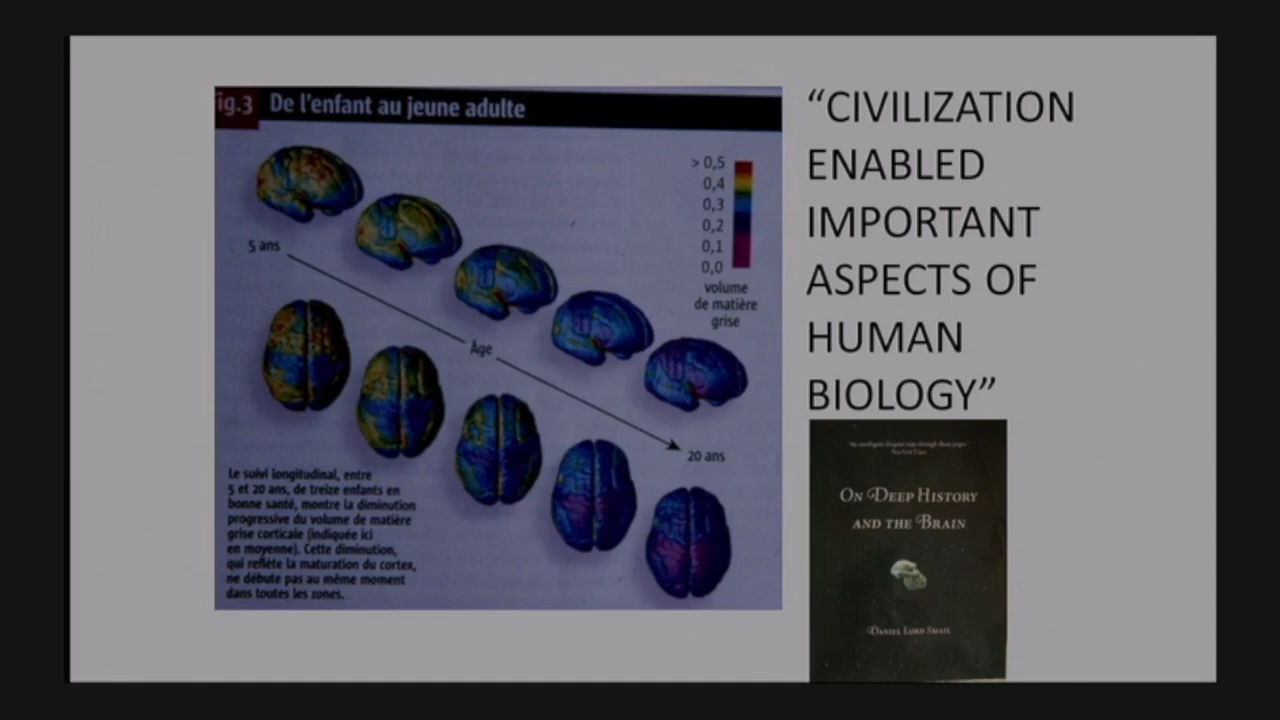 ig.3 De l'enfant au jeune adulte
> 0,5
0,4
0,3
0,2
0,1
0,0
volume
de matière
grise
5 ans
Âge
20 ans
Le suivi longitudinal, entre
5 et 20 ans, de treize enfants en
bonne santé, montre la diminution
progressive du volume de matière
grise corticale (indiquée ici
en moyenne). Cette diminution,
qui reflète la maturation du cortex,
ne débute pas au même moment
dans toutes les zones.
“CIVILIZATION
ENABLED
IMPORTANT
ASPECTS OF
HUMAN
BIOLOGY”
New York Times
ON DEEP HISTORY
AND THE BRAIN
DANIEL LORD SMAIL